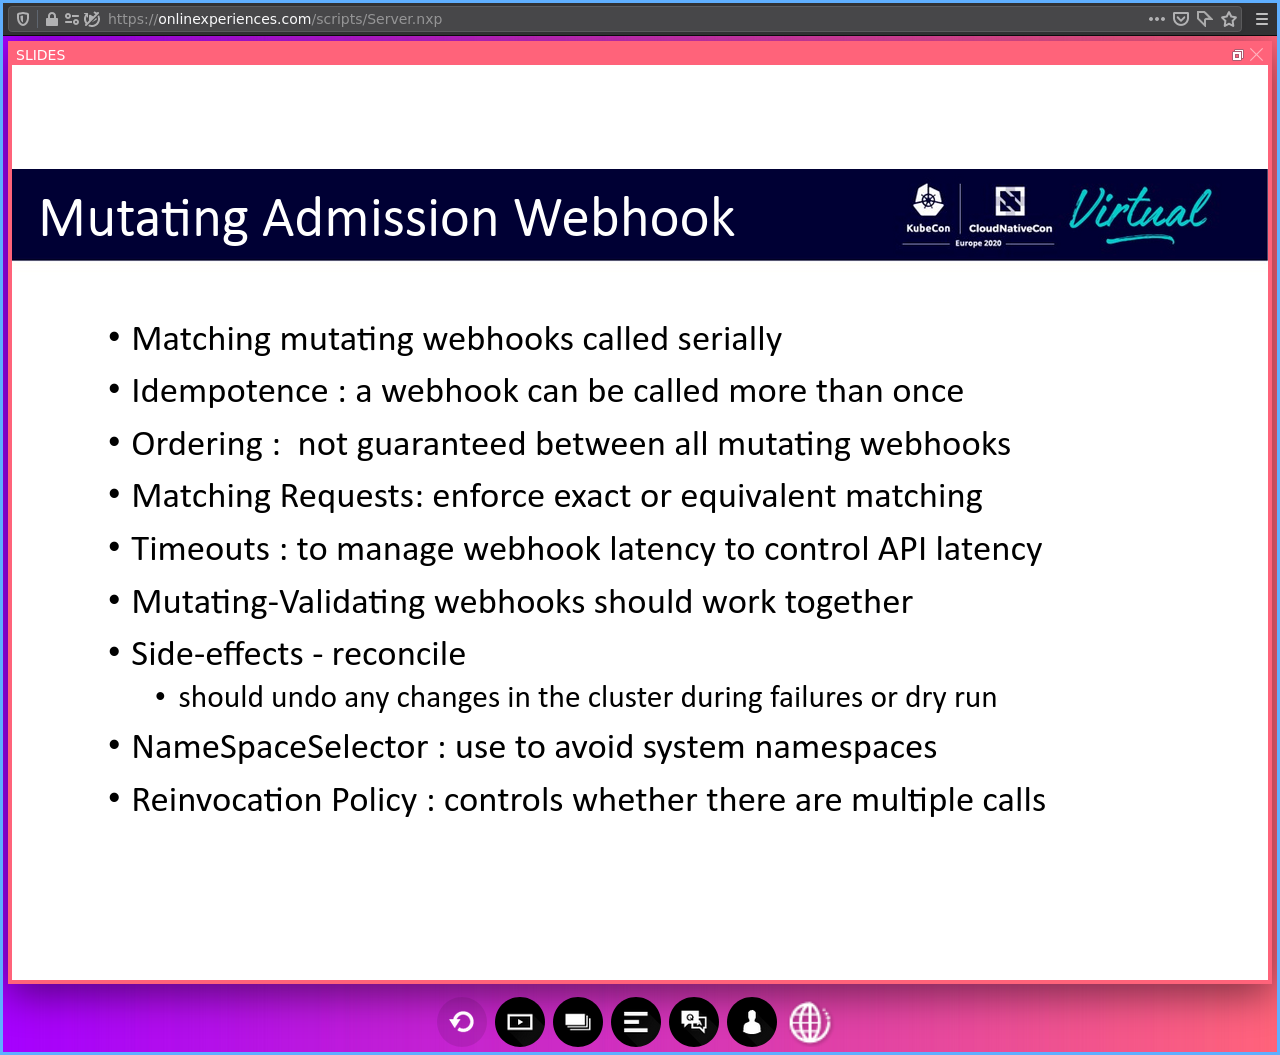 https://onlinexperiences.com/scripts/Server.nxp
SLIDES
Mutating Admission Webhook
KubeCon
CloudNativeCon
Europe 2020
Virtual
• Matching mutating webhooks called serially
• Idempotence : a webhook can be called more than once
• Ordering :  not guaranteed between all mutating webhooks
• Matching Requests: enforce exact or equivalent matching
• Timeouts : to manage webhook latency to control API latency
• Mutating-Validating webhooks should work together
• Side-effects - reconcile
• should undo any changes in the cluster during failures or dry run
• NameSpaceSelector : use to avoid system namespaces
• Reinvocation Policy : controls whether there are multiple calls